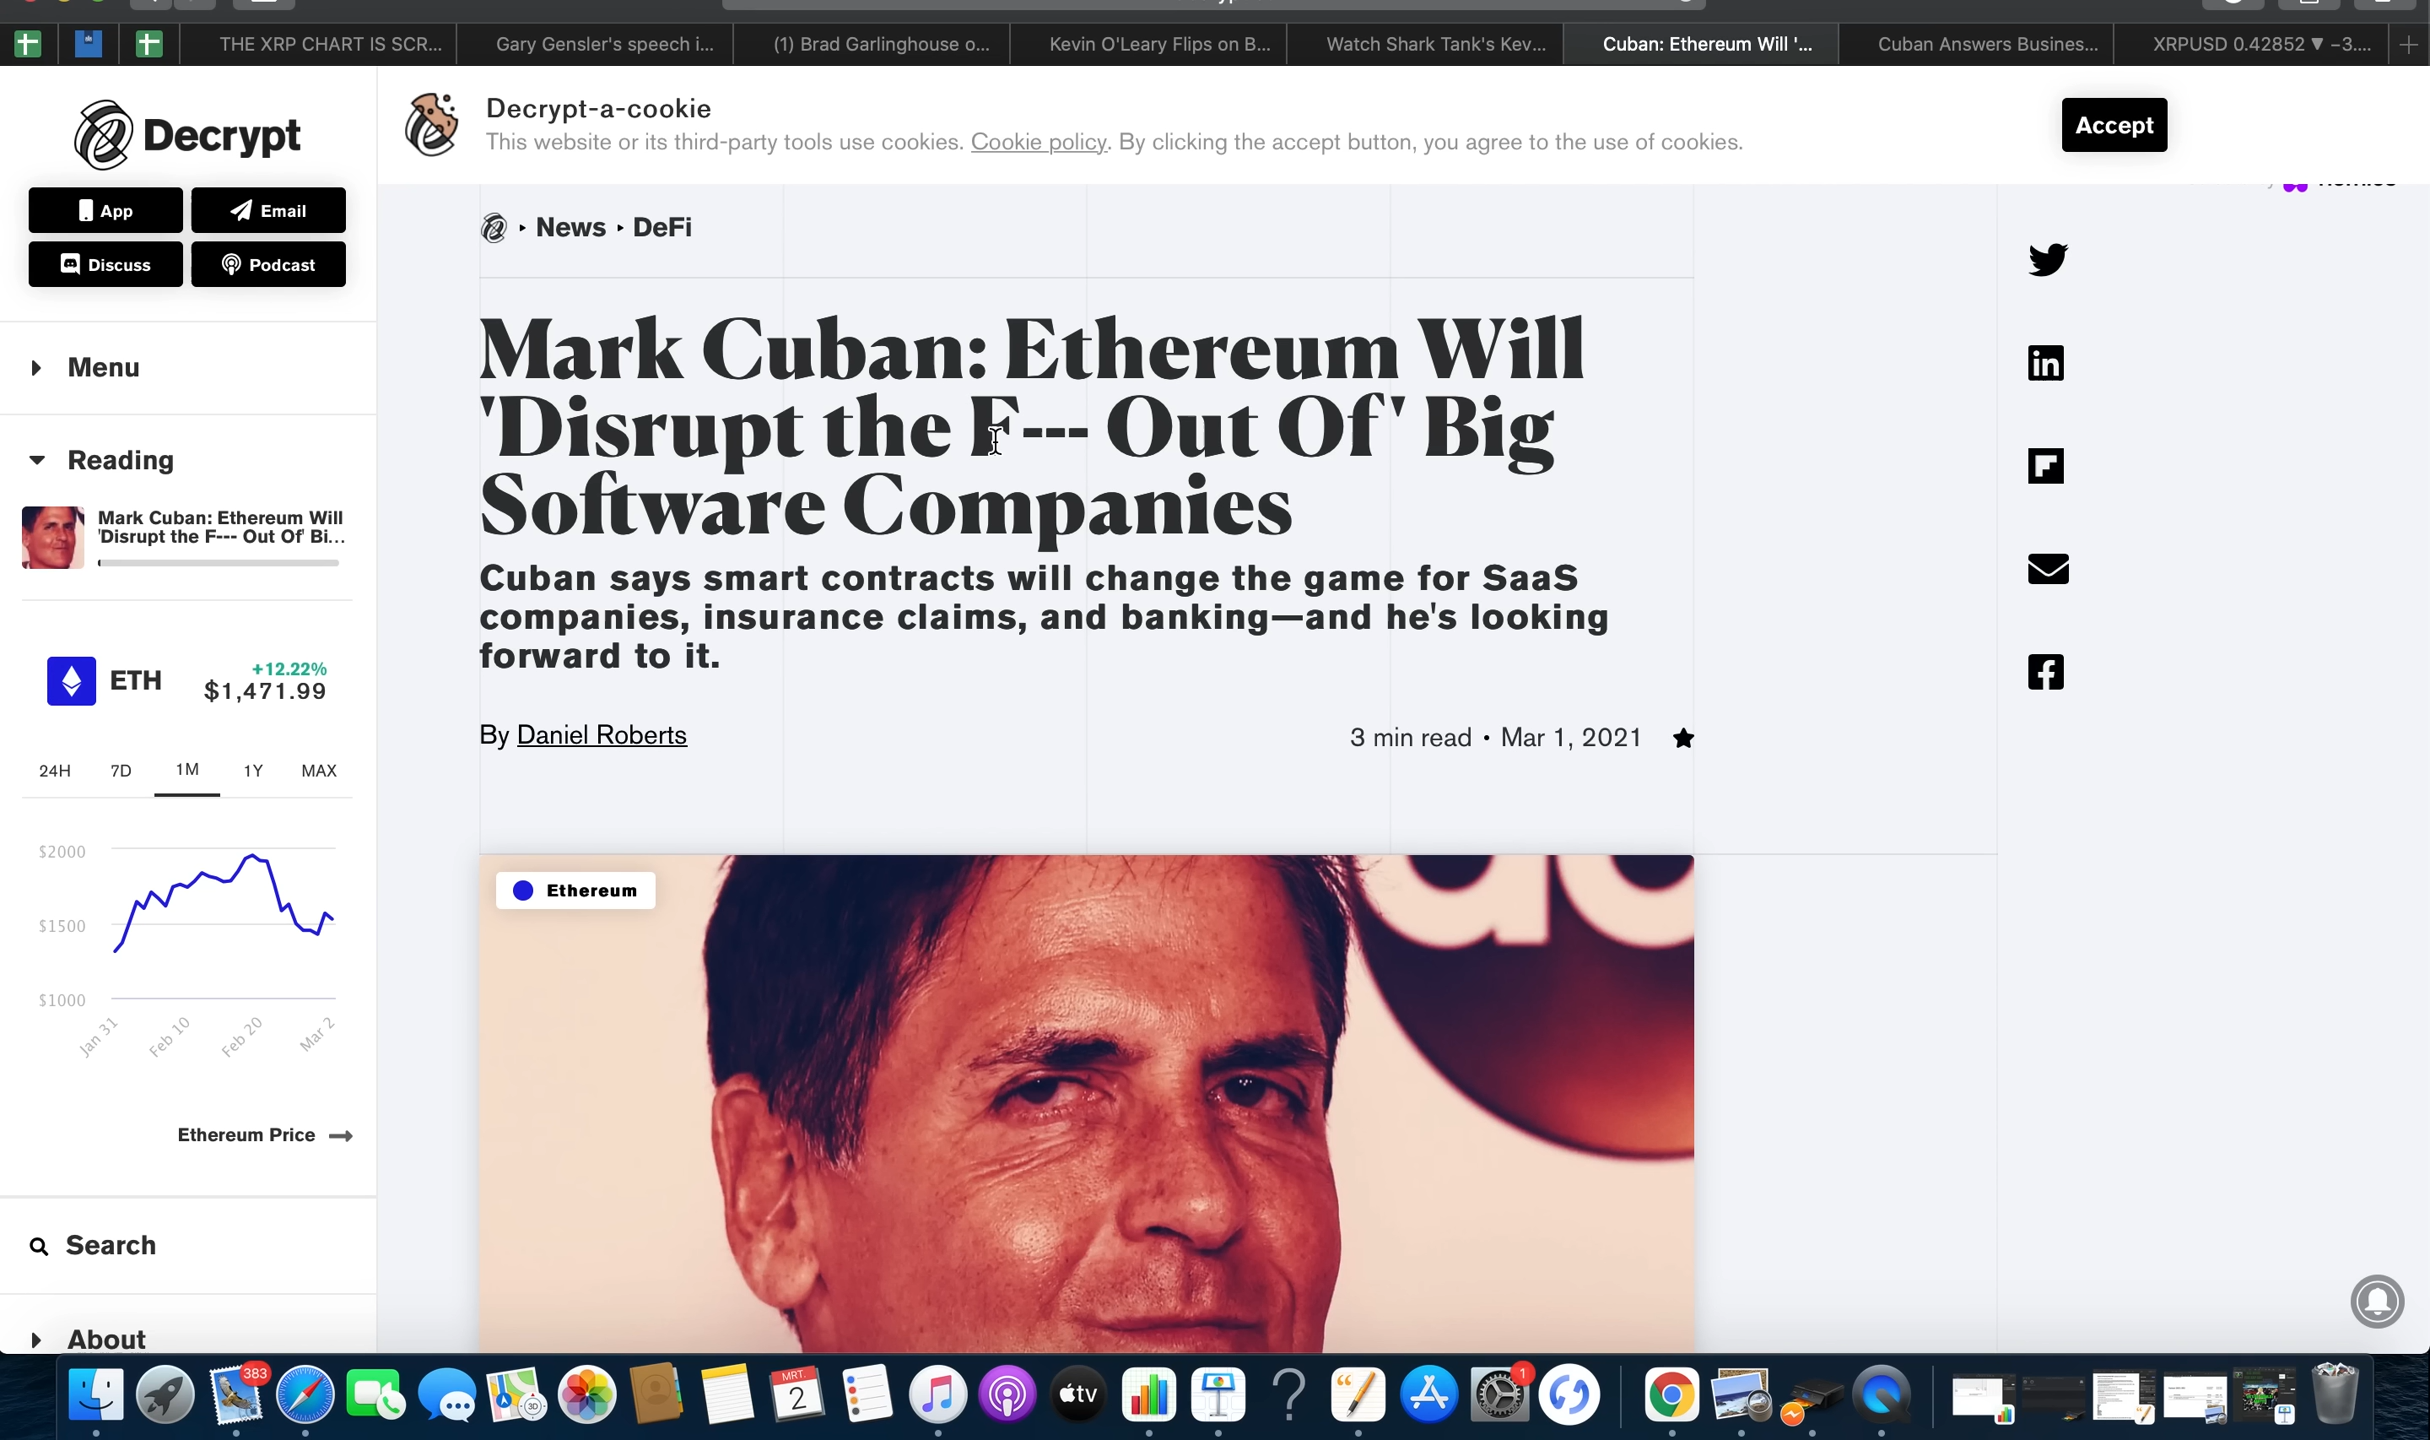 THE XRP CHART IS SCR...
Gary Gensler's speech i...
(1) Brad Garlinghouse o...
Kevin O'Leary Flips on B...
Watch Shark Tank's Kev...
Cuban: Ethereum Will '...
Cuban Answers Busines...
XRPUSD 0.42852 ▼ −3....
Decrypt
App
Email
Discuss
Podcast
Menu
Reading
Mark Cuban: Ethereum Will
'Disrupt the F--- Out Of' Bi...
ETH
+12.22%
$1,471.99
24H 7D 1M 1Y MAX
$2000
$1500
$1000
Jan 31
Feb 10
Feb 20
Mar 2
Ethereum Price
Search
About
Decrypt-a-cookie
This website or its third-party tools use cookies. Cookie policy. By clicking the accept button, you agree to the use of cookies.
Accept
News
DeFi
Mark Cuban: Ethereum Will
'Disrupt the F--- Out Of' Big
Software Companies
Cuban says smart contracts will change the game for SaaS
companies, insurance claims, and banking—and he's looking
forward to it.
By Daniel Roberts
3 min read • Mar 1, 2021
Ethereum
383
3D
MRT.
2
tv
1